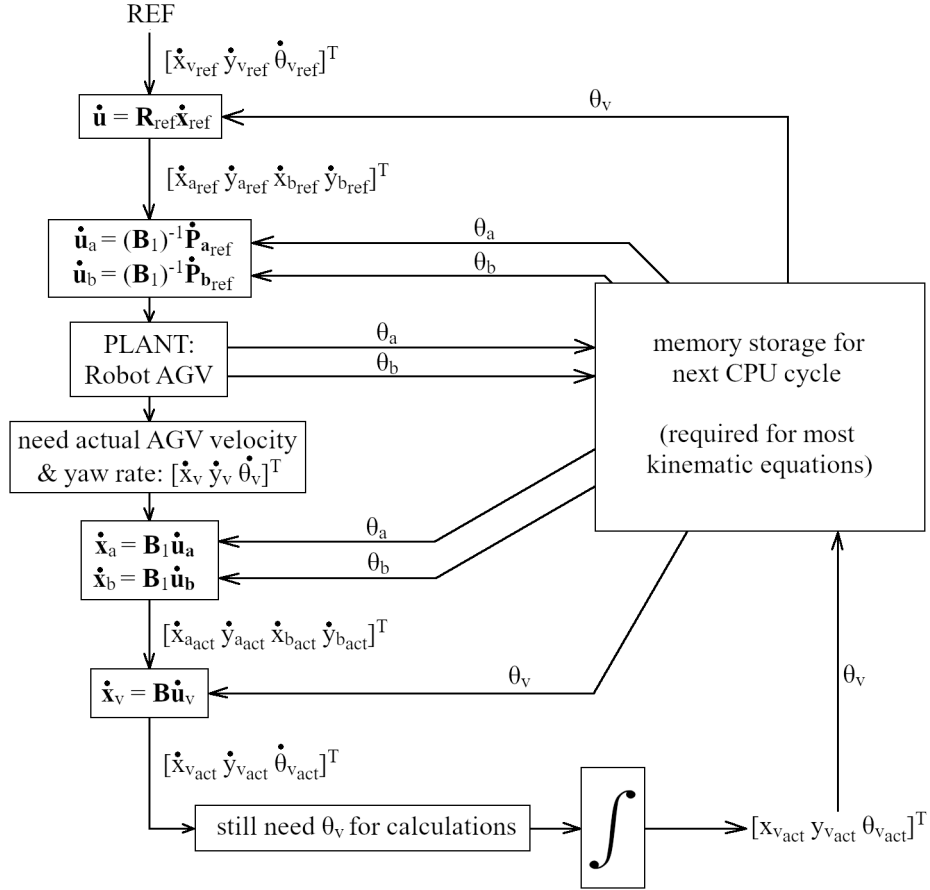 REF
[ẋ_v_ref ẏ_v_ref θ̇_v_ref]^T
θ_v
u̇ = R_ref ẋ_ref
[ẋ_a_ref ẏ_a_ref ẋ_b_ref ẏ_b_ref]^T
u̇_a = (B_1)^-1 Ṗ_a_ref
u̇_b = (B_1)^-1 Ṗ_b_ref
θ_a
θ_b
PLANT:
Robot AGV
θ_a
θ_b
memory storage for
next CPU cycle
(required for most
kinematic equations)
need actual AGV velocity
& yaw rate: [ẋ_v ẏ_v θ̇_v]^T
ẋ_a = B_1 u̇_a
ẋ_b = B_1 u̇_b
θ_a
θ_b
[ẋ_a_act ẏ_a_act ẋ_b_act ẏ_b_act]^T
ẋ_v = B u̇_v
θ_v
θ_v
[ẋ_v_act ẏ_v_act θ̇_v_act]^T
still need θ_v for calculations
∫
[x_v_act y_v_act θ_v_act]^T